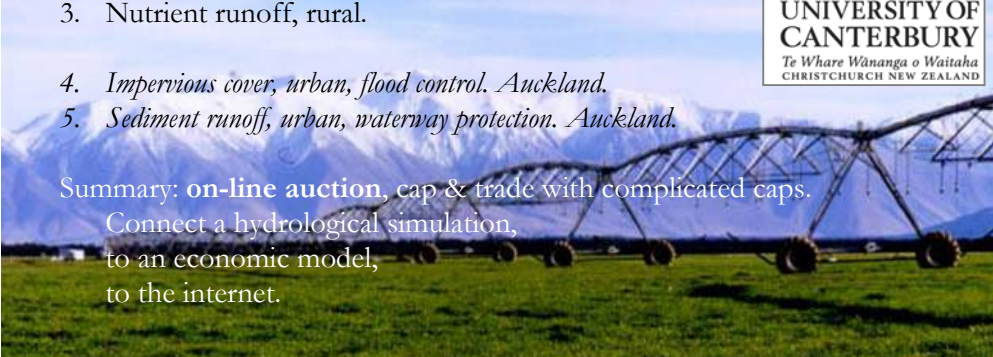 3. Nutrient runoff, rural.
UNIVERSITY OF
CANTERBURY
Te Whare Wānanga o Waitaha
CHRISTCHURCH NEW ZEALAND
4. Impervious cover, urban, flood control. Auckland.
5. Sediment runoff, urban, waterway protection. Auckland.
Summary: on-line auction, cap & trade with complicated caps.
Connect a hydrological simulation,
to an economic model,
to the internet.